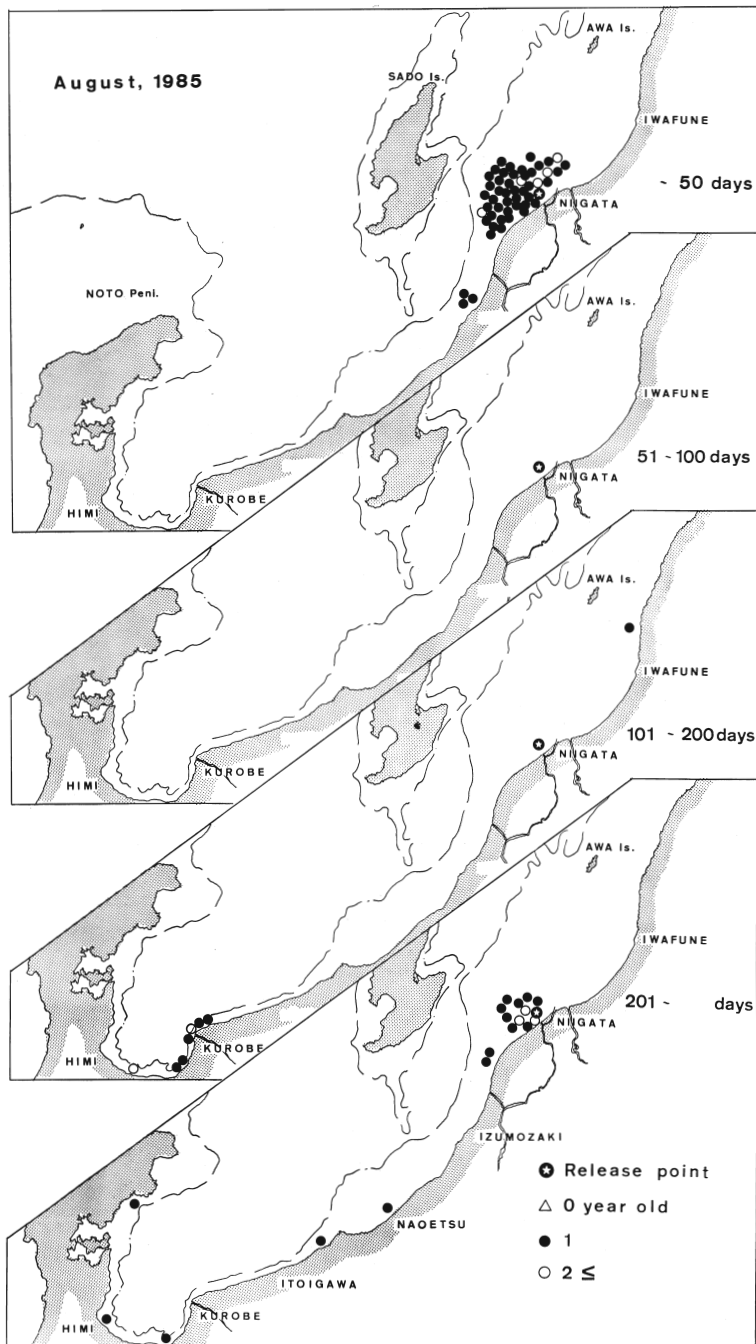 August, 1985
AWA Is.
SADO Is.
IWAFUNE
~ 50 days
NIIGATA
NOTO Peni.
KUROBE
HIMI
AWA Is.
IWAFUNE
51 ~ 100 days
NIIGATA
KUROBE
HIMI
AWA Is.
IWAFUNE
101 ~ 200 days
NIIGATA
KUROBE
HIMI
AWA Is.
IWAFUNE
201 - days
NIIGATA
IZUMOZAKI
Release point
0 year old
NAOETSU
1
2 ≤
ITOIGAWA
KUROBE
HIMI